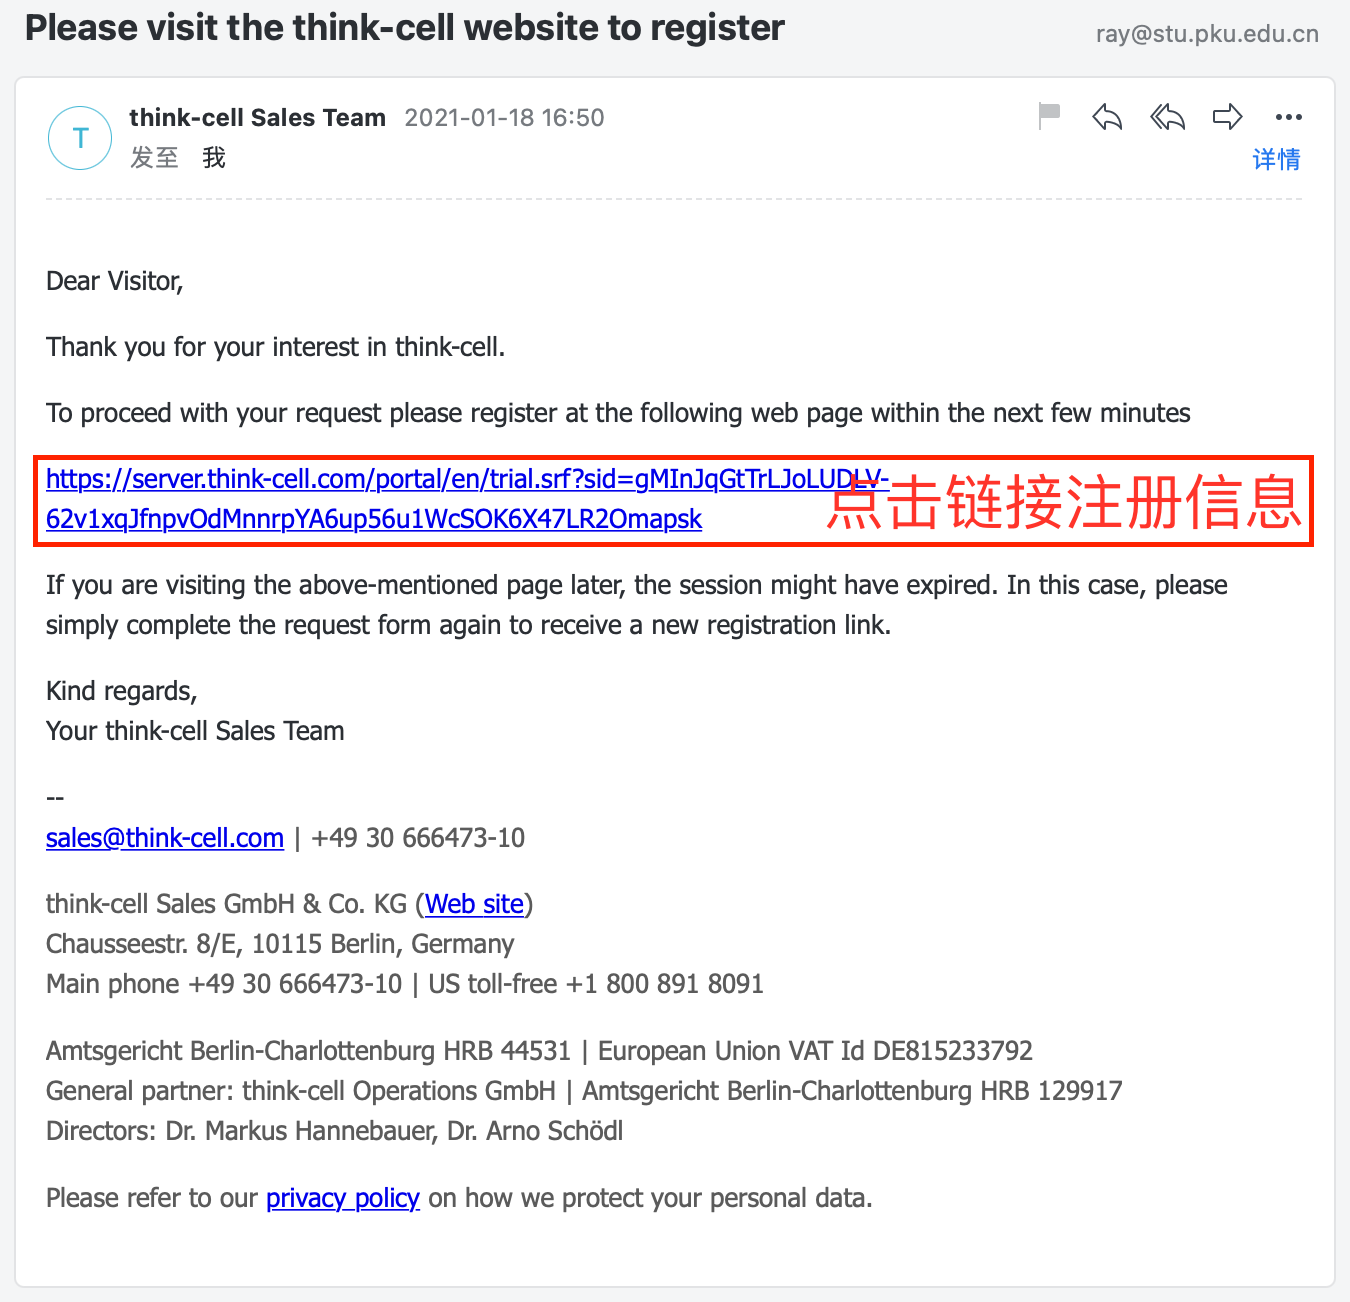 Please visit the think-cell website to register
ray@stu.pku.edu.cn
T
think-cell Sales Team 2021-01-18 16:50
发至 我
详情
Dear Visitor,
Thank you for your interest in think-cell.
To proceed with your request please register at the following web page within the next few minutes
https://server.think-cell.com/portal/en/trial.srf?sid=gMInJqGtTrLJoLUDLV-
62v1xqJfnpvOdMnnrpYA6up56u1WcSOK6X47LR2Omapsk
点击链接注册信息
If you are visiting the above-mentioned page later, the session might have expired. In this case, please
simply complete the request form again to receive a new registration link.
Kind regards,
Your think-cell Sales Team
--
sales@think-cell.com | +49 30 666473-10
think-cell Sales GmbH & Co. KG (Web site)
Chausseestr. 8/E, 10115 Berlin, Germany
Main phone +49 30 666473-10 | US toll-free +1 800 891 8091
Amtsgericht Berlin-Charlottenburg HRB 44531 | European Union VAT Id DE815233792
General partner: think-cell Operations GmbH | Amtsgericht Berlin-Charlottenburg HRB 129917
Directors: Dr. Markus Hannebauer, Dr. Arno Schödl
Please refer to our privacy policy on how we protect your personal data.